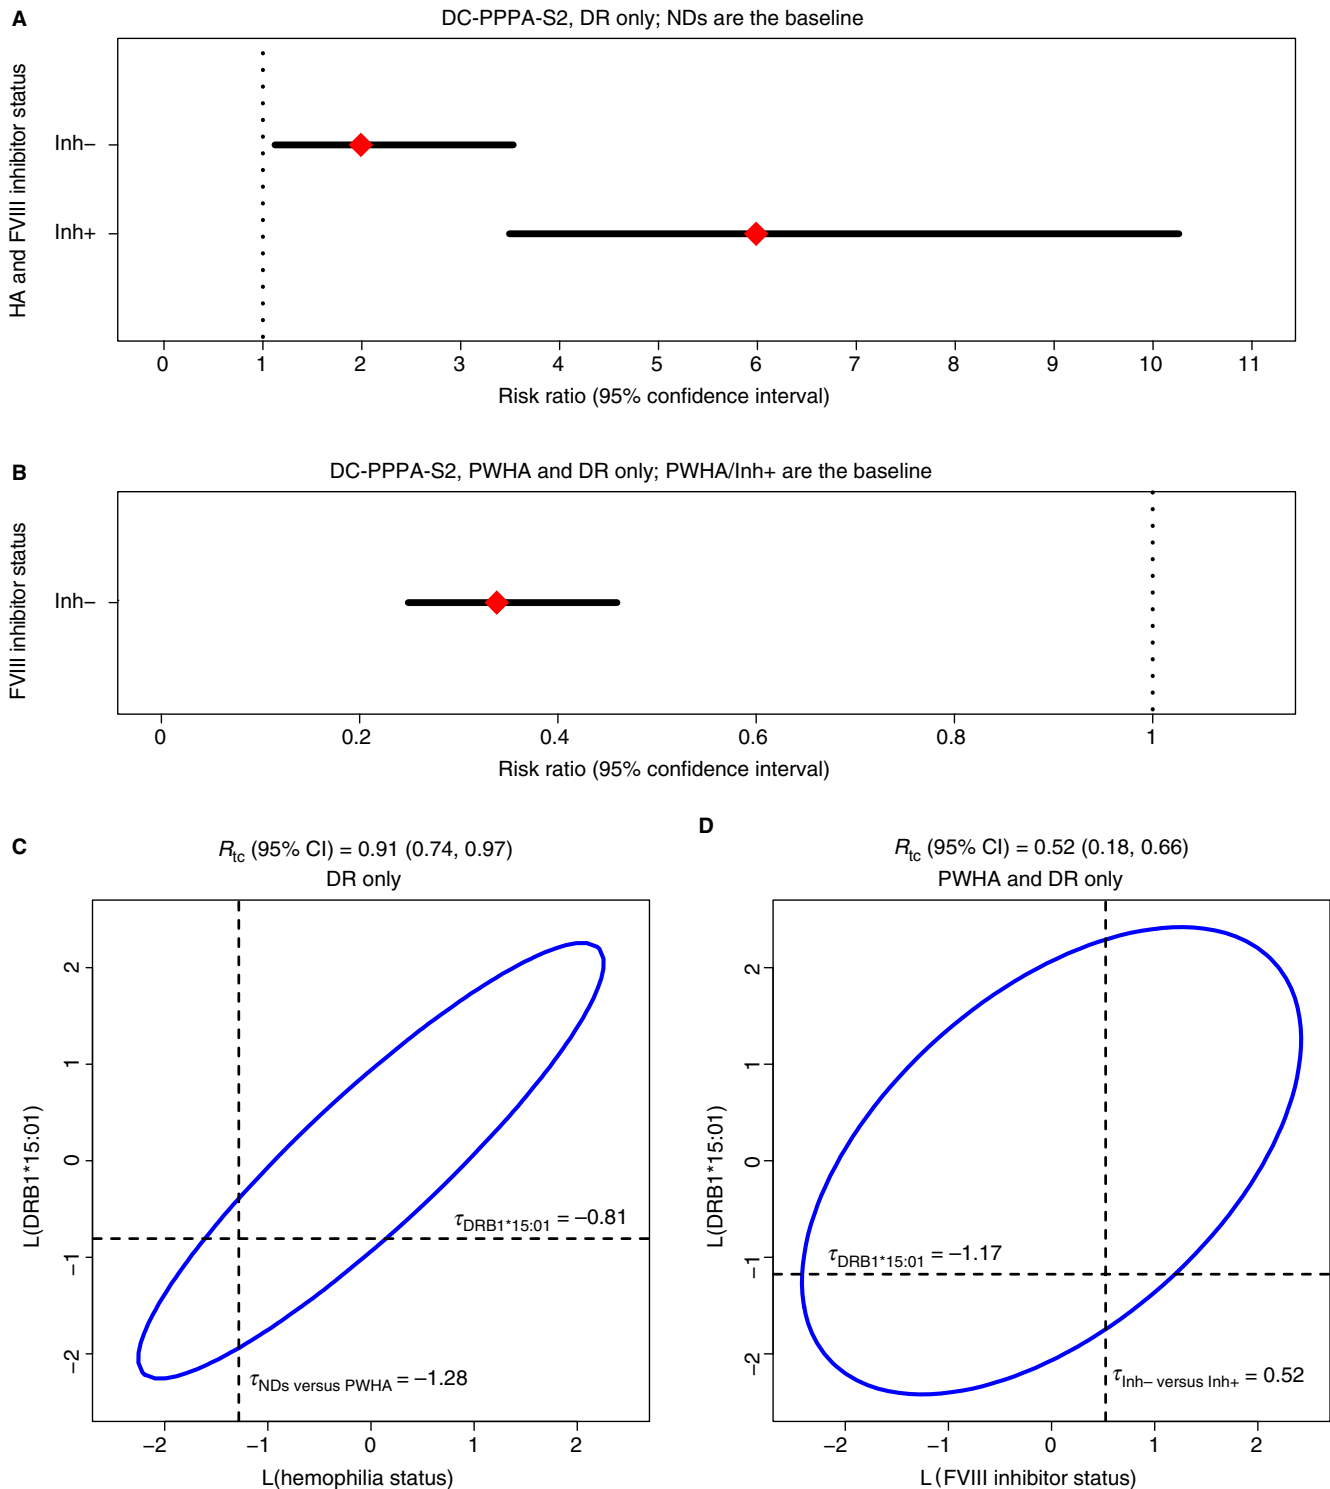 A
DC-PPPA-S2, DR only; NDs are the baseline
HA and FVIII inhibitor status
Inh–
Inh+
0 1 2 3 4 5 6 7 8 9 10 11
Risk ratio (95% confidence interval)
B
DC-PPPA-S2, PWHA and DR only; PWHA/Inh+ are the baseline
FVIII inhibitor status
Inh–
0 0.2 0.4 0.6 0.8 1
Risk ratio (95% confidence interval)
C
Rtc (95% CI) = 0.91 (0.74, 0.97)
DR only
L(DRB1*15:01)
2
1
0
–1
–2
τDRB1*15:01 = –0.81
τNDs versus PWHA = –1.28
–2 –1 0 1 2
L(hemophilia status)
D
Rtc (95% CI) = 0.52 (0.18, 0.66)
PWHA and DR only
L(DRB1*15:01)
2
1
0
–1
–2
τDRB1*15:01 = –1.17
τInh– versus Inh+ = 0.52
–2 –1 0 1 2
L(FVIII inhibitor status)